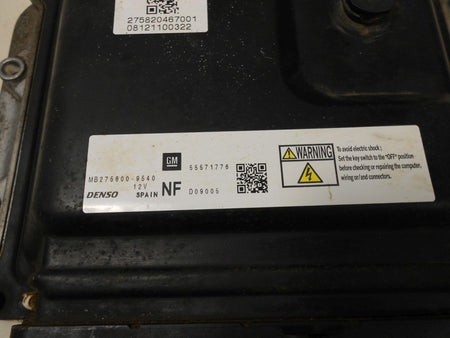 275820467001
08121100322
GM 55571776
MB275800-9540
12V
DENSO SPAIN NF D09005
WARNING
To avoid electric shock ;
Set the key switch to the "OFF" position
before checking or repairing the computer,
wiring or/and connectors.